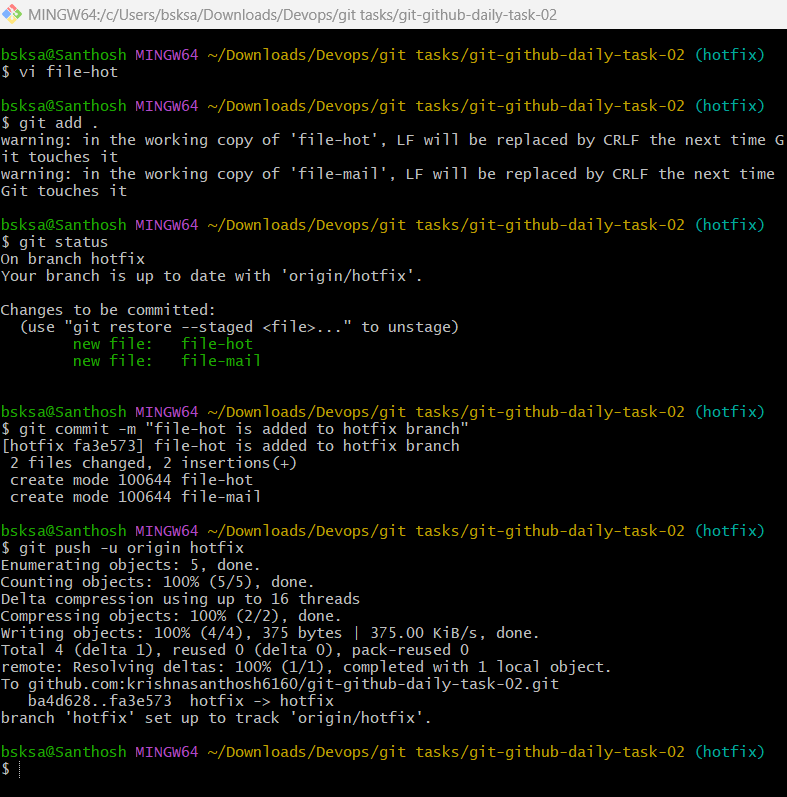 MINGW64:/c/Users/bsksa/Downloads/Devops/git tasks/git-github-daily-task-02
bsksa@Santhosh MINGW64 ~/Downloads/Devops/git tasks/git-github-daily-task-02 (hotfix)
$ vi file-hot
bsksa@Santhosh MINGW64 ~/Downloads/Devops/git tasks/git-github-daily-task-02 (hotfix)
$ git add .
warning: in the working copy of 'file-hot', LF will be replaced by CRLF the next time G
it touches it
warning: in the working copy of 'file-mail', LF will be replaced by CRLF the next time
Git touches it
bsksa@Santhosh MINGW64 ~/Downloads/Devops/git tasks/git-github-daily-task-02 (hotfix)
$ git status
On branch hotfix
Your branch is up to date with 'origin/hotfix'.
Changes to be committed:
  (use "git restore --staged <file>..." to unstage)
        new file:   file-hot
        new file:   file-mail
bsksa@Santhosh MINGW64 ~/Downloads/Devops/git tasks/git-github-daily-task-02 (hotfix)
$ git commit -m "file-hot is added to hotfix branch"
[hotfix fa3e573] file-hot is added to hotfix branch
 2 files changed, 2 insertions(+)
 create mode 100644 file-hot
 create mode 100644 file-mail
bsksa@Santhosh MINGW64 ~/Downloads/Devops/git tasks/git-github-daily-task-02 (hotfix)
$ git push -u origin hotfix
Enumerating objects: 5, done.
Counting objects: 100% (5/5), done.
Delta compression using up to 16 threads
Compressing objects: 100% (2/2), done.
Writing objects: 100% (4/4), 375 bytes | 375.00 KiB/s, done.
Total 4 (delta 1), reused 0 (delta 0), pack-reused 0
remote: Resolving deltas: 100% (1/1), completed with 1 local object.
To github.com:krishnasanthosh6160/git-github-daily-task-02.git
   ba4d628..fa3e573  hotfix -> hotfix
branch 'hotfix' set up to track 'origin/hotfix'.
bsksa@Santhosh MINGW64 ~/Downloads/Devops/git tasks/git-github-daily-task-02 (hotfix)
$